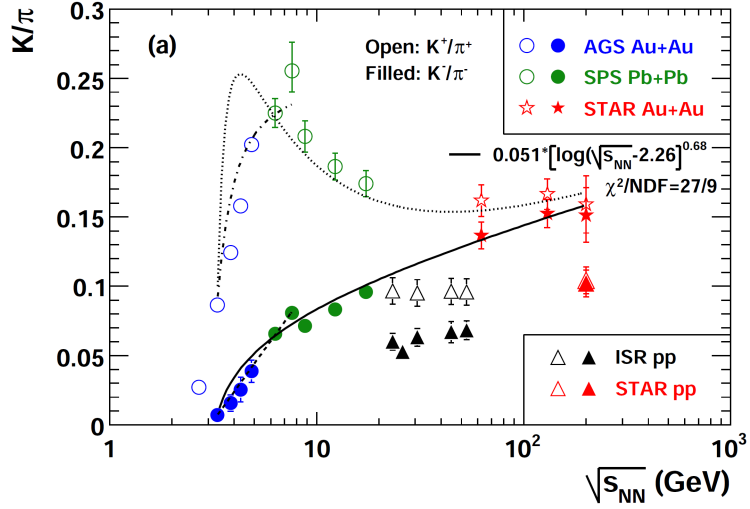 K/π
0.3
0.25
0.2
0.15
0.1
0.05
0
(a)
Open: K⁺/π⁺
Filled: K⁻/π⁻
AGS Au+Au
SPS Pb+Pb
STAR Au+Au
0.051*[log(√s_NN-2.26]^0.68
χ²/NDF=27/9
ISR pp
STAR pp
1 10 10² 10³
√s_NN (GeV)